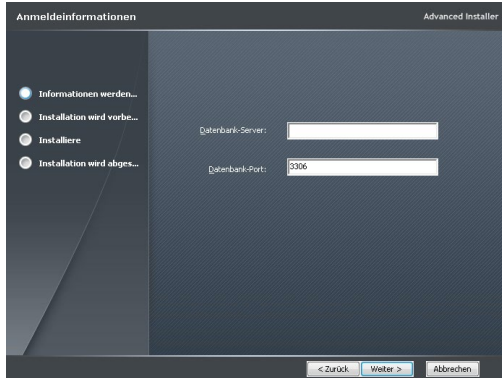 Anmeldeinformationen
Advanced Installer
Informationen werden...
Installation wird vorbe...
Installiere
Installation wird abges...
Datenbank-Server:
Datenbank-Port: 3306
< Zurück Weiter > Abbrechen